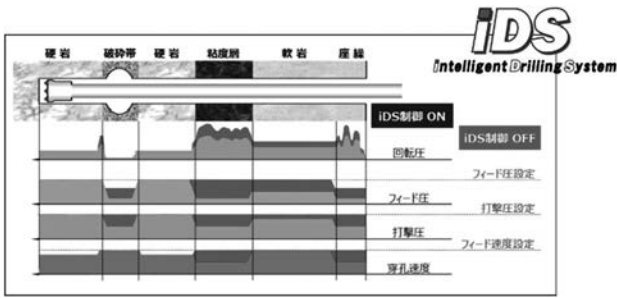 iDS
Intelligent Drilling System
硬岩 破砕帯 硬岩 粘度層 軟岩 座繰
iDS制御 ON
iDS制御 OFF
回転圧
フィード圧設定
フィード圧
打撃圧設定
打撃圧
フィード速度設定
穿孔速度